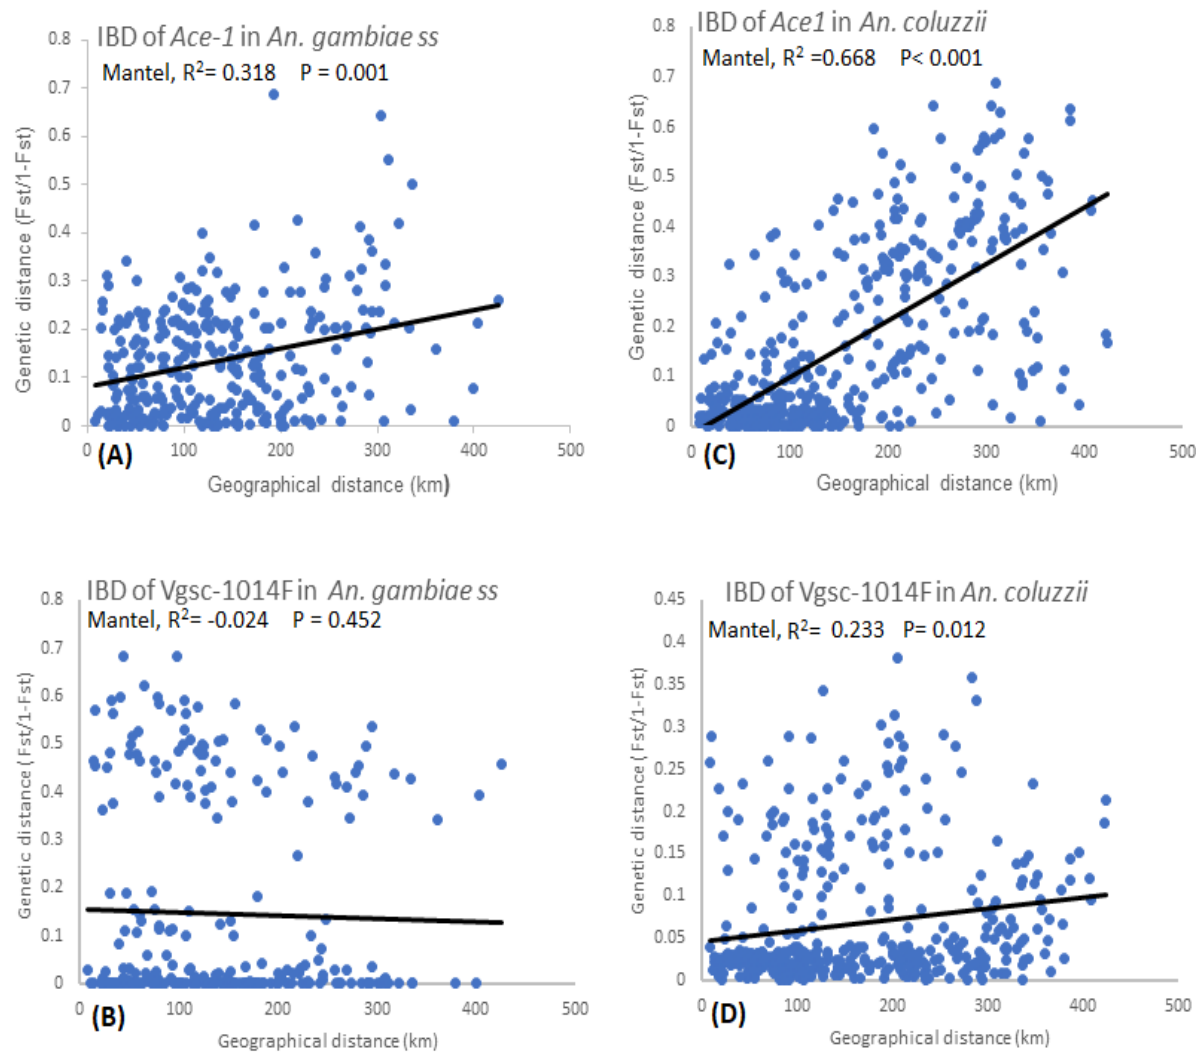 IBD of Ace-1 in An. gambiae ss
Mantel, R²= 0.318 P = 0.001
Genetic distance (Fst/1-Fst)
0.8
0.7
0.6
0.5
0.4
0.3
0.2
0.1
0
0 100 200 300 400 500
(A)
Geographical distance (km)
IBD of Ace1 in An. coluzzii
Mantel, R² =0.668 P< 0.001
Genetic distance (Fst/1-Fst)
0.8
0.7
0.6
0.5
0.4
0.3
0.2
0.1
0
0 100 200 300 400 500
(C)
Geographical distance (km)
IBD of Vgsc-1014F in An. gambiae ss
Mantel, R²= -0.024 P = 0.452
Genetic distance (Fst/1-Fst)
0.8
0.7
0.6
0.5
0.4
0.3
0.2
0.1
0
0 100 200 300 400 500
(B)
Geographical distance (km)
IBD of Vgsc-1014F in An. coluzzii
Mantel, R²= 0.233 P= 0.012
Genetic distance (Fst/1-Fst)
0.45
0.4
0.35
0.3
0.25
0.2
0.15
0.1
0.05
0
0 100 200 300 400 500
(D)
Geographical distance (km)